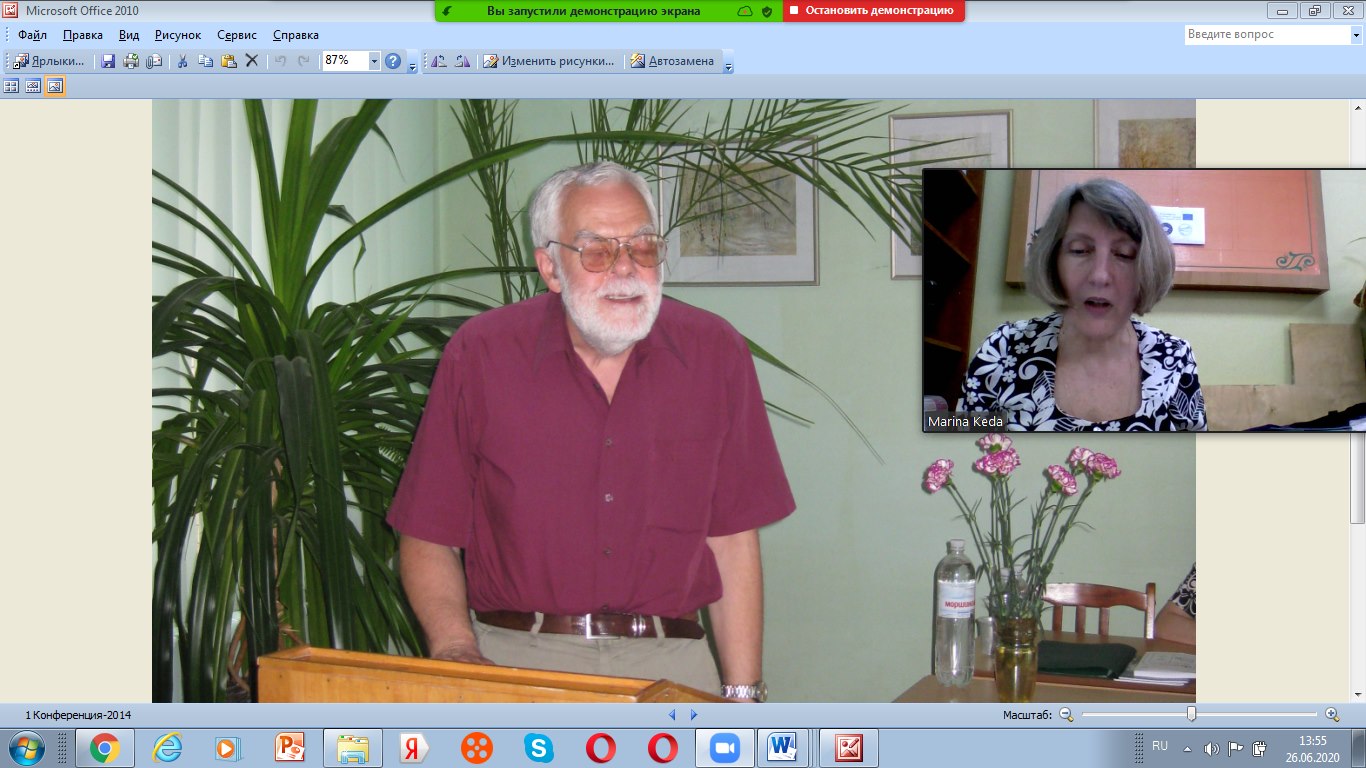 Microsoft Office 2010
Вы запустили демонстрацию экрана
Остановить демонстрацию
Файл Правка Вид Рисунок Сервис Справка
Введите вопрос
Ярлыки...
87%
Изменить рисунки...
Автозамена
Marina Keda
1 Конференция-2014
Масштаб:
RU
13:55
26.06.2020